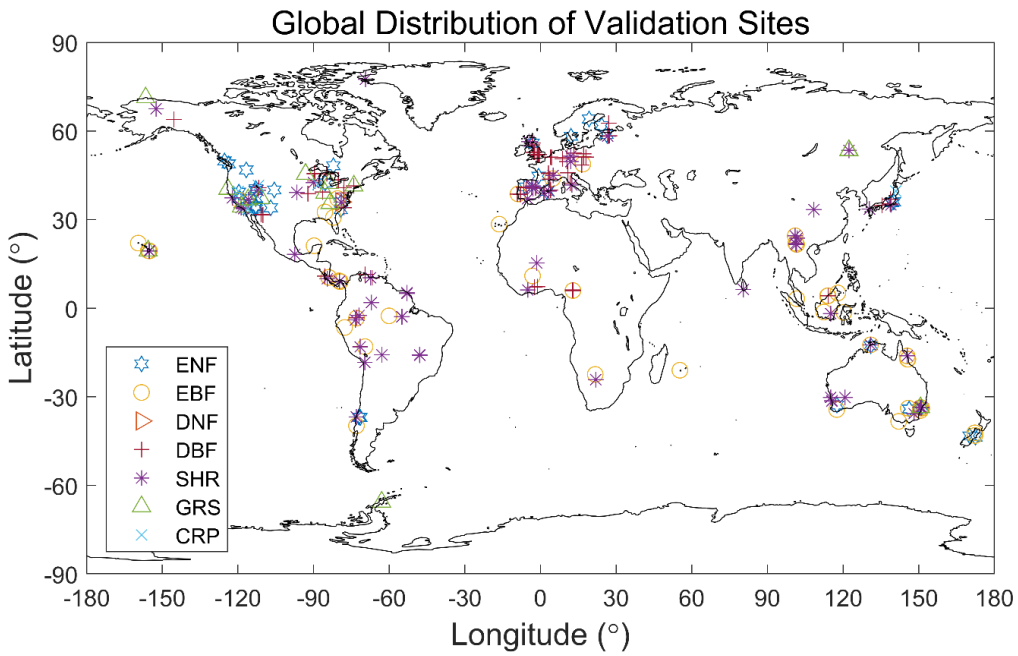 Global Distribution of Validation Sites
90
60
30
0
-30
-60
-90
Latitude (°)
ENF
EBF
DNF
DBF
SHR
GRS
CRP
-180 -150 -120 -90 -60 -30 0 30 60 90 120 150 180
Longitude (°)